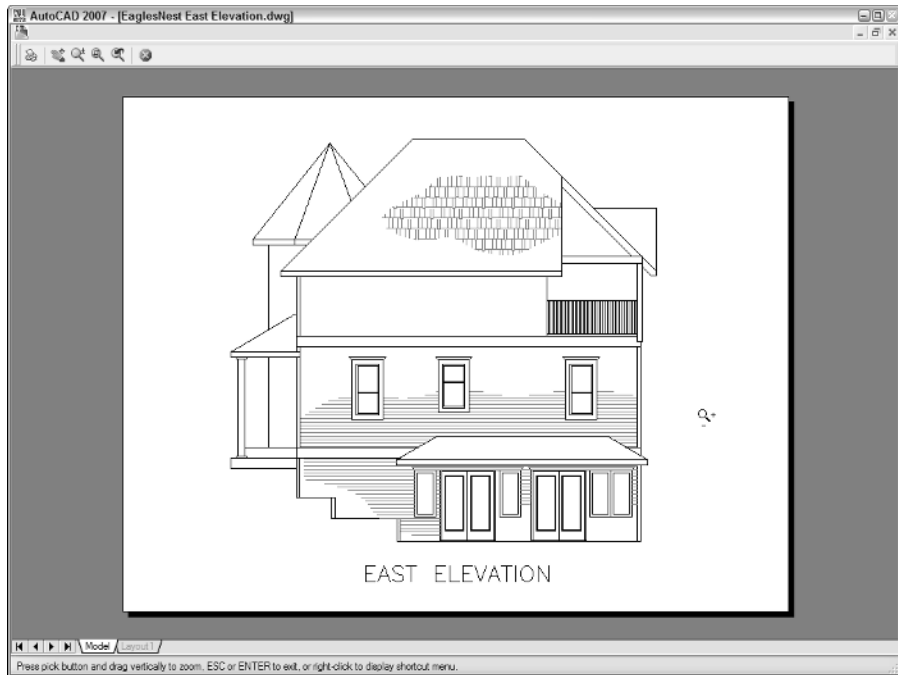 AutoCAD 2007 - [EaglesNest East Elevation.dwg]
EAST ELEVATION
Model
Layout1
Press pick button and drag vertically to zoom, ESC or ENTER to exit, or right-click to display shortcut menu.